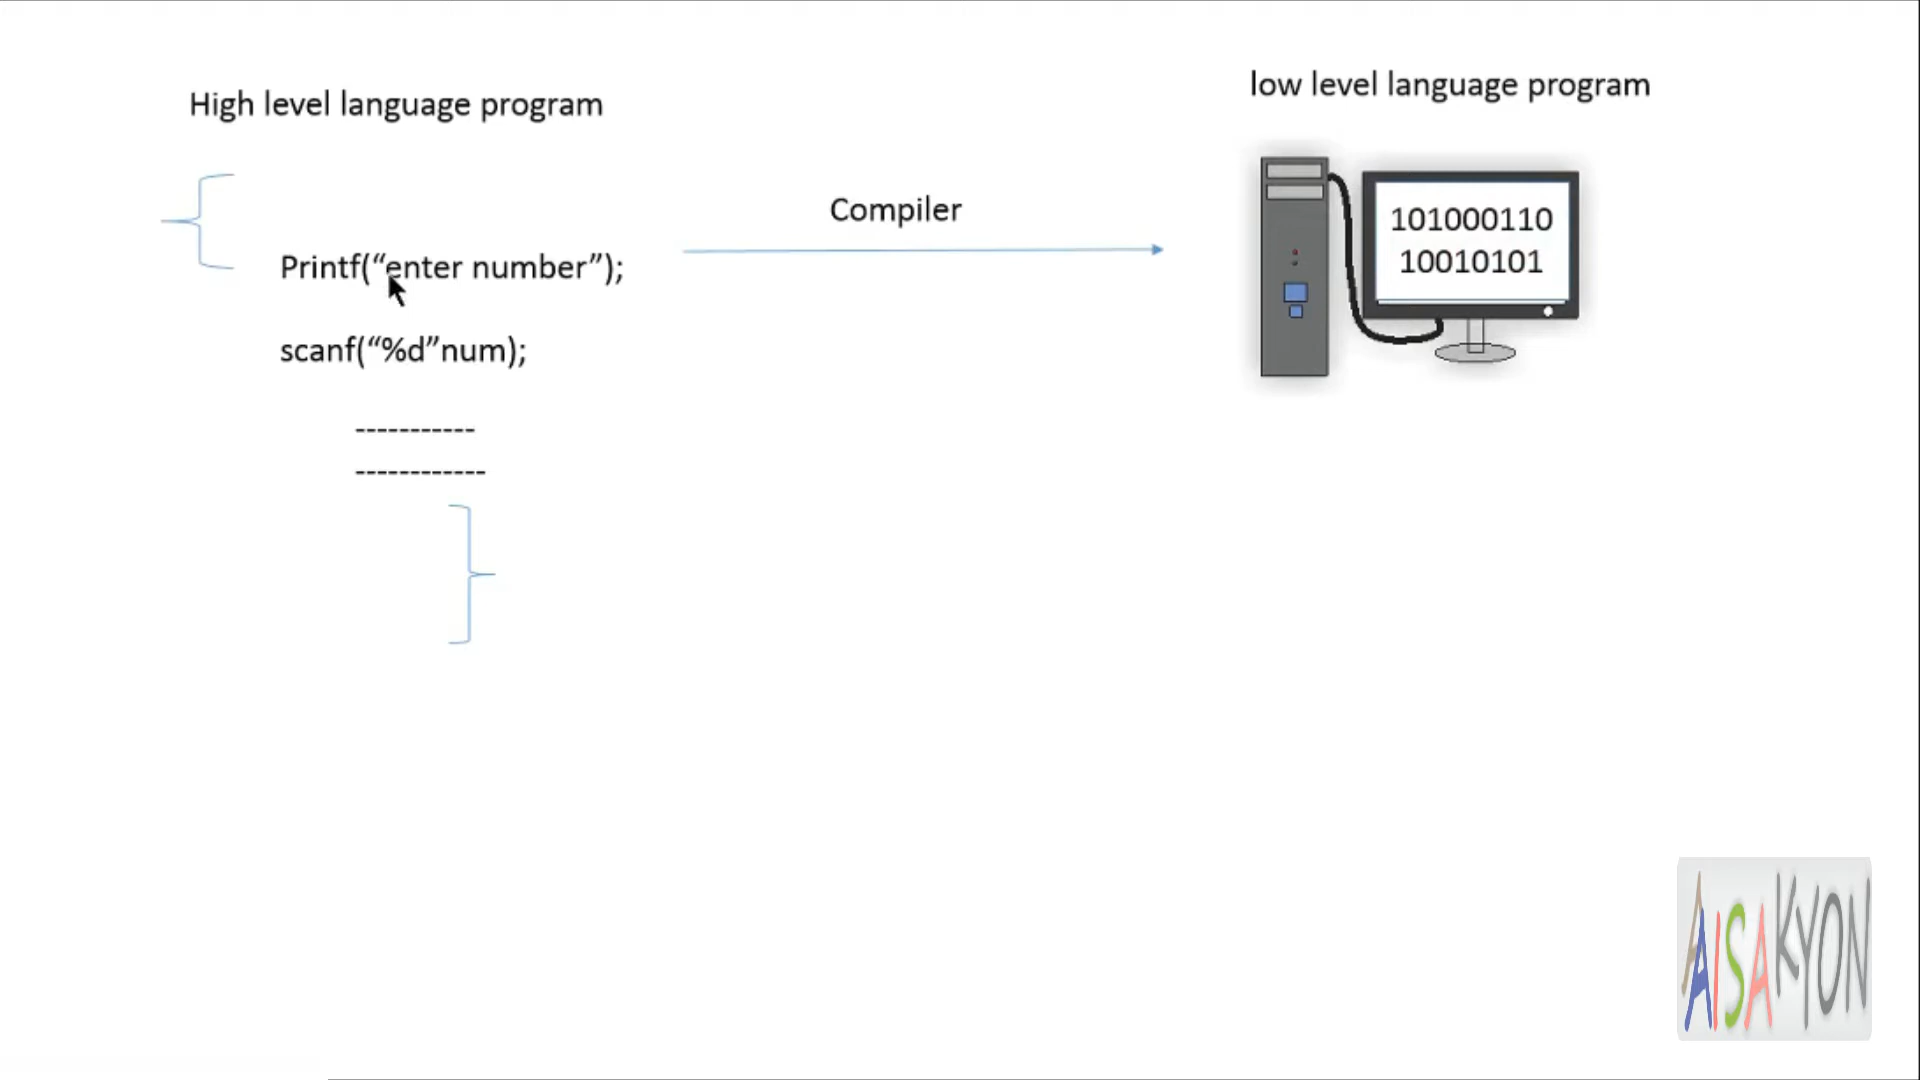 High level language program
low level language program
Compiler
101000110
10010101
Printf(“enter number”);
scanf(“%d”num);
-----------
------------
AISAKYON